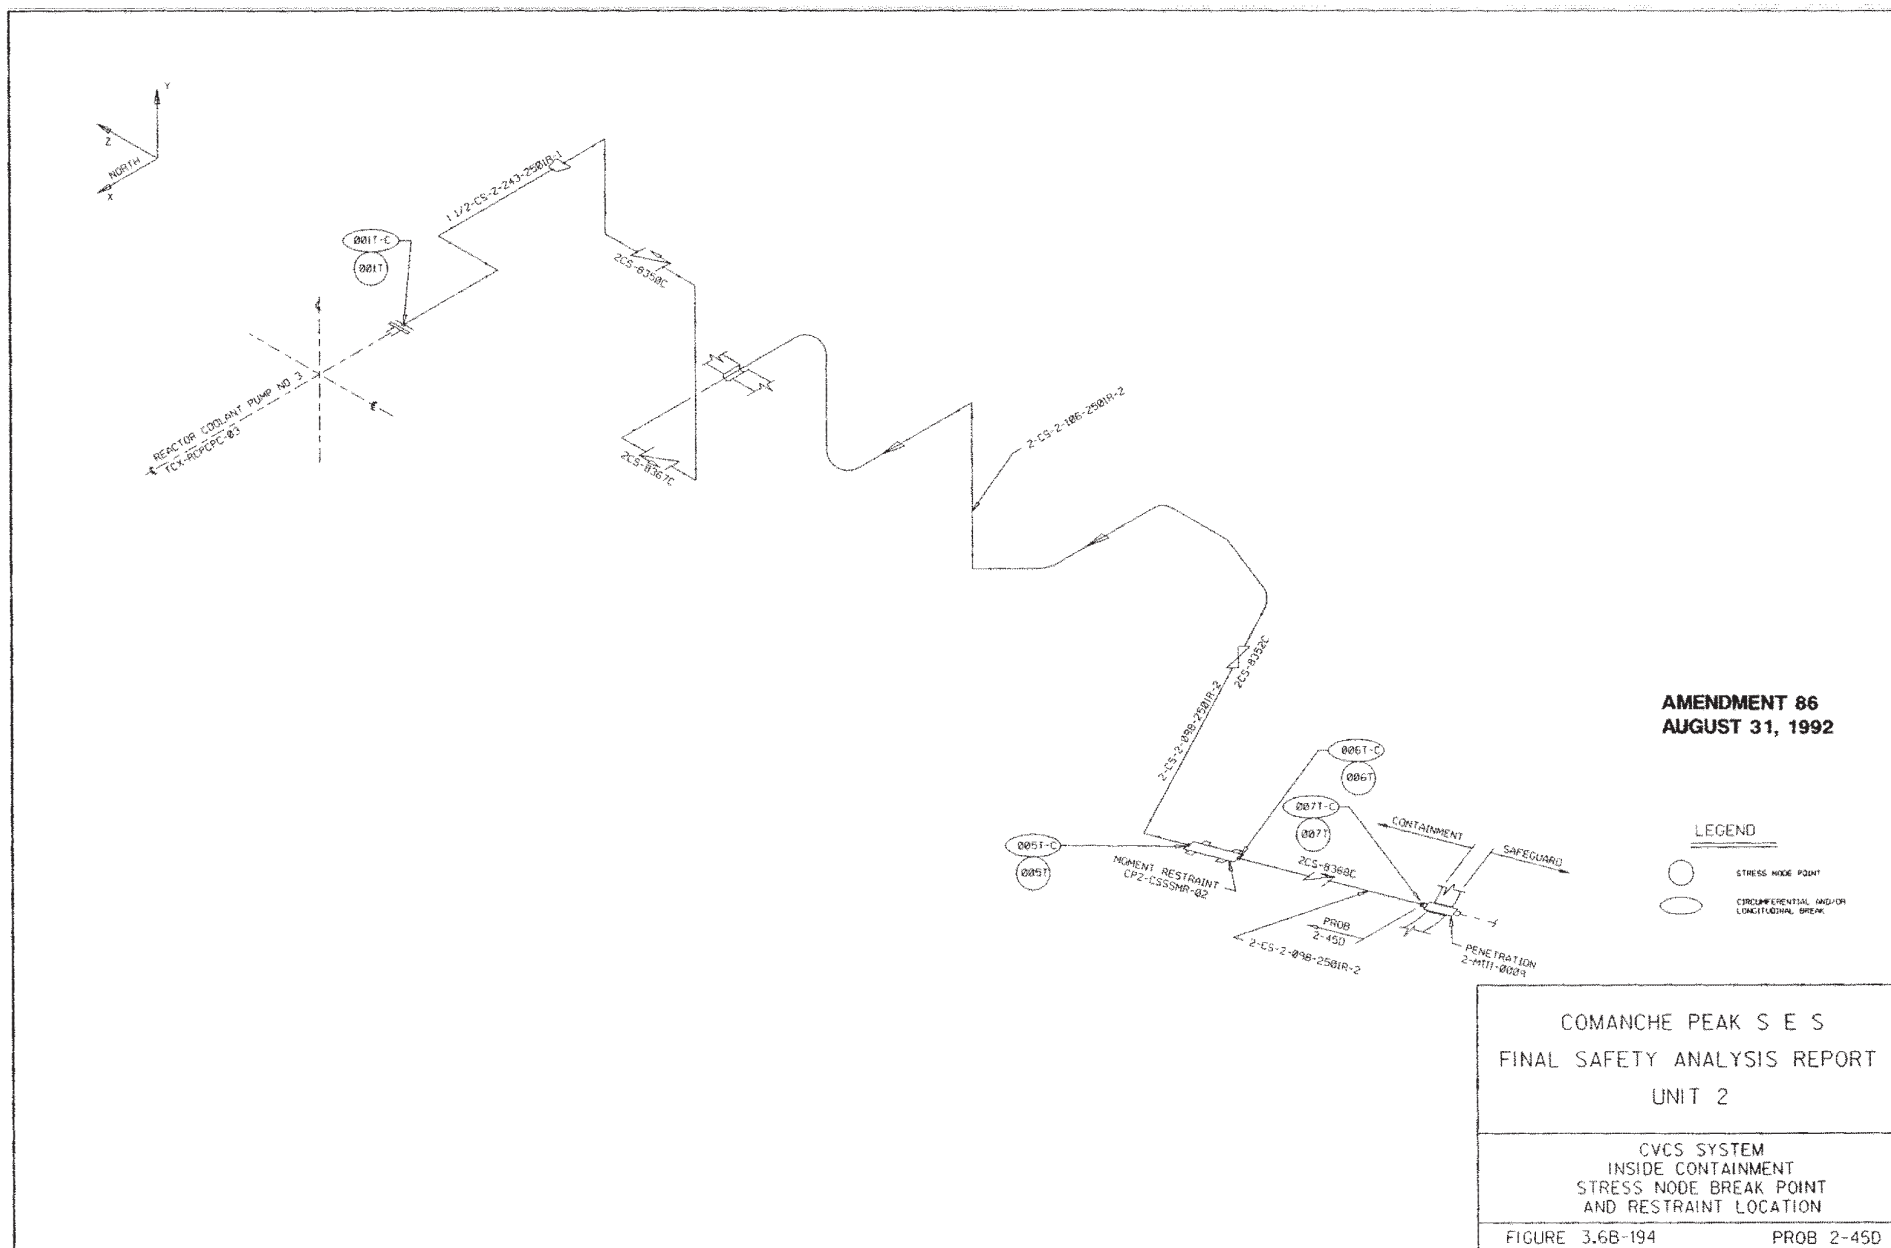 Y
Z
NORTH
X
1 1/2-CS-2-243-2501R-1
001T-C
001T
2CS-8350C
REACTOR COOLANT PUMP NO 3
TCX-RCPCPC-03
2CS-8367C
2-CS-2-106-2501R-2
2CS-8352C
2-CS-2-098-2501R-2
AMENDMENT 86
AUGUST 31, 1992
006T-C
006T
007T-C
007T
CONTAINMENT
SAFEGUARD
005T-C
005T
MOMENT RESTRAINT
CP2-CSSSMR-02
2CS-8368C
PROB
2-45D
2-CS-2-098-2501R-2
PENETRATION
2-MIII-0009
LEGEND
STRESS NODE POINT
CIRCUMFERENTIAL AND/OR
LONGITUDINAL BREAK
COMANCHE PEAK S E S
FINAL SAFETY ANALYSIS REPORT
UNIT 2
CVCS SYSTEM
INSIDE CONTAINMENT
STRESS NODE BREAK POINT
AND RESTRAINT LOCATION
FIGURE 3.6B-194
PROB 2-45D